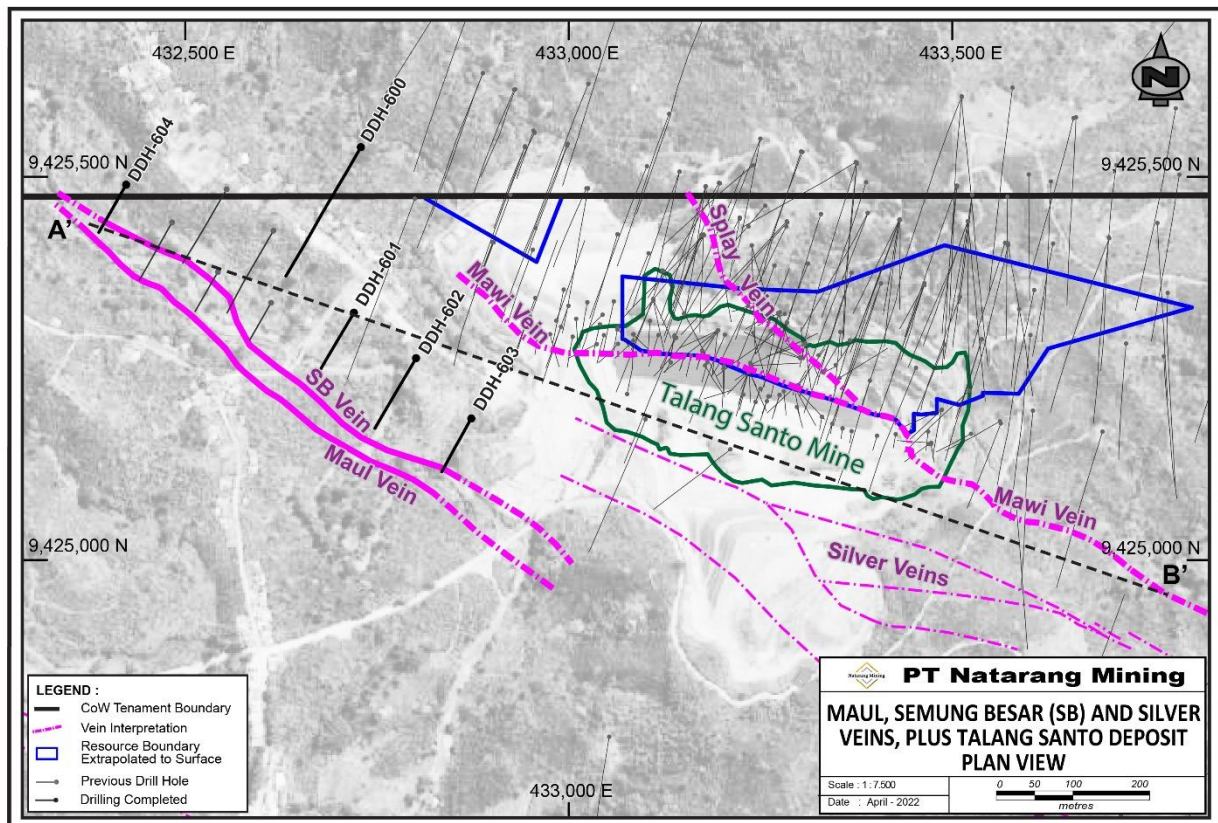 432,500 E
433,000 E
433,500 E
N
DDH-600
DDH-604
9,425,500 N
9,425,500 N
A'
Splay Vein
DDH-601
Mawi Vein
DDH-602
DDH-603
SB Vein
Talang Santo Mine
Maul Vein
Mawi Vein
9,425,000 N
9,425,000 N
Silver Veins
B'
LEGEND :
CoW Tenament Boundary
Vein Interpretation
Resource Boundary
Extrapolated to Surface
Previous Drill Hole
Drilling Completed
433,000 E
Natarang Mining
PT Natarang Mining
MAUL, SEMUNG BESAR (SB) AND SILVER
VEINS, PLUS TALANG SANTO DEPOSIT
PLAN VIEW
Scale : 1 : 7.500
Date : April - 2022
0 50 100 200
metres